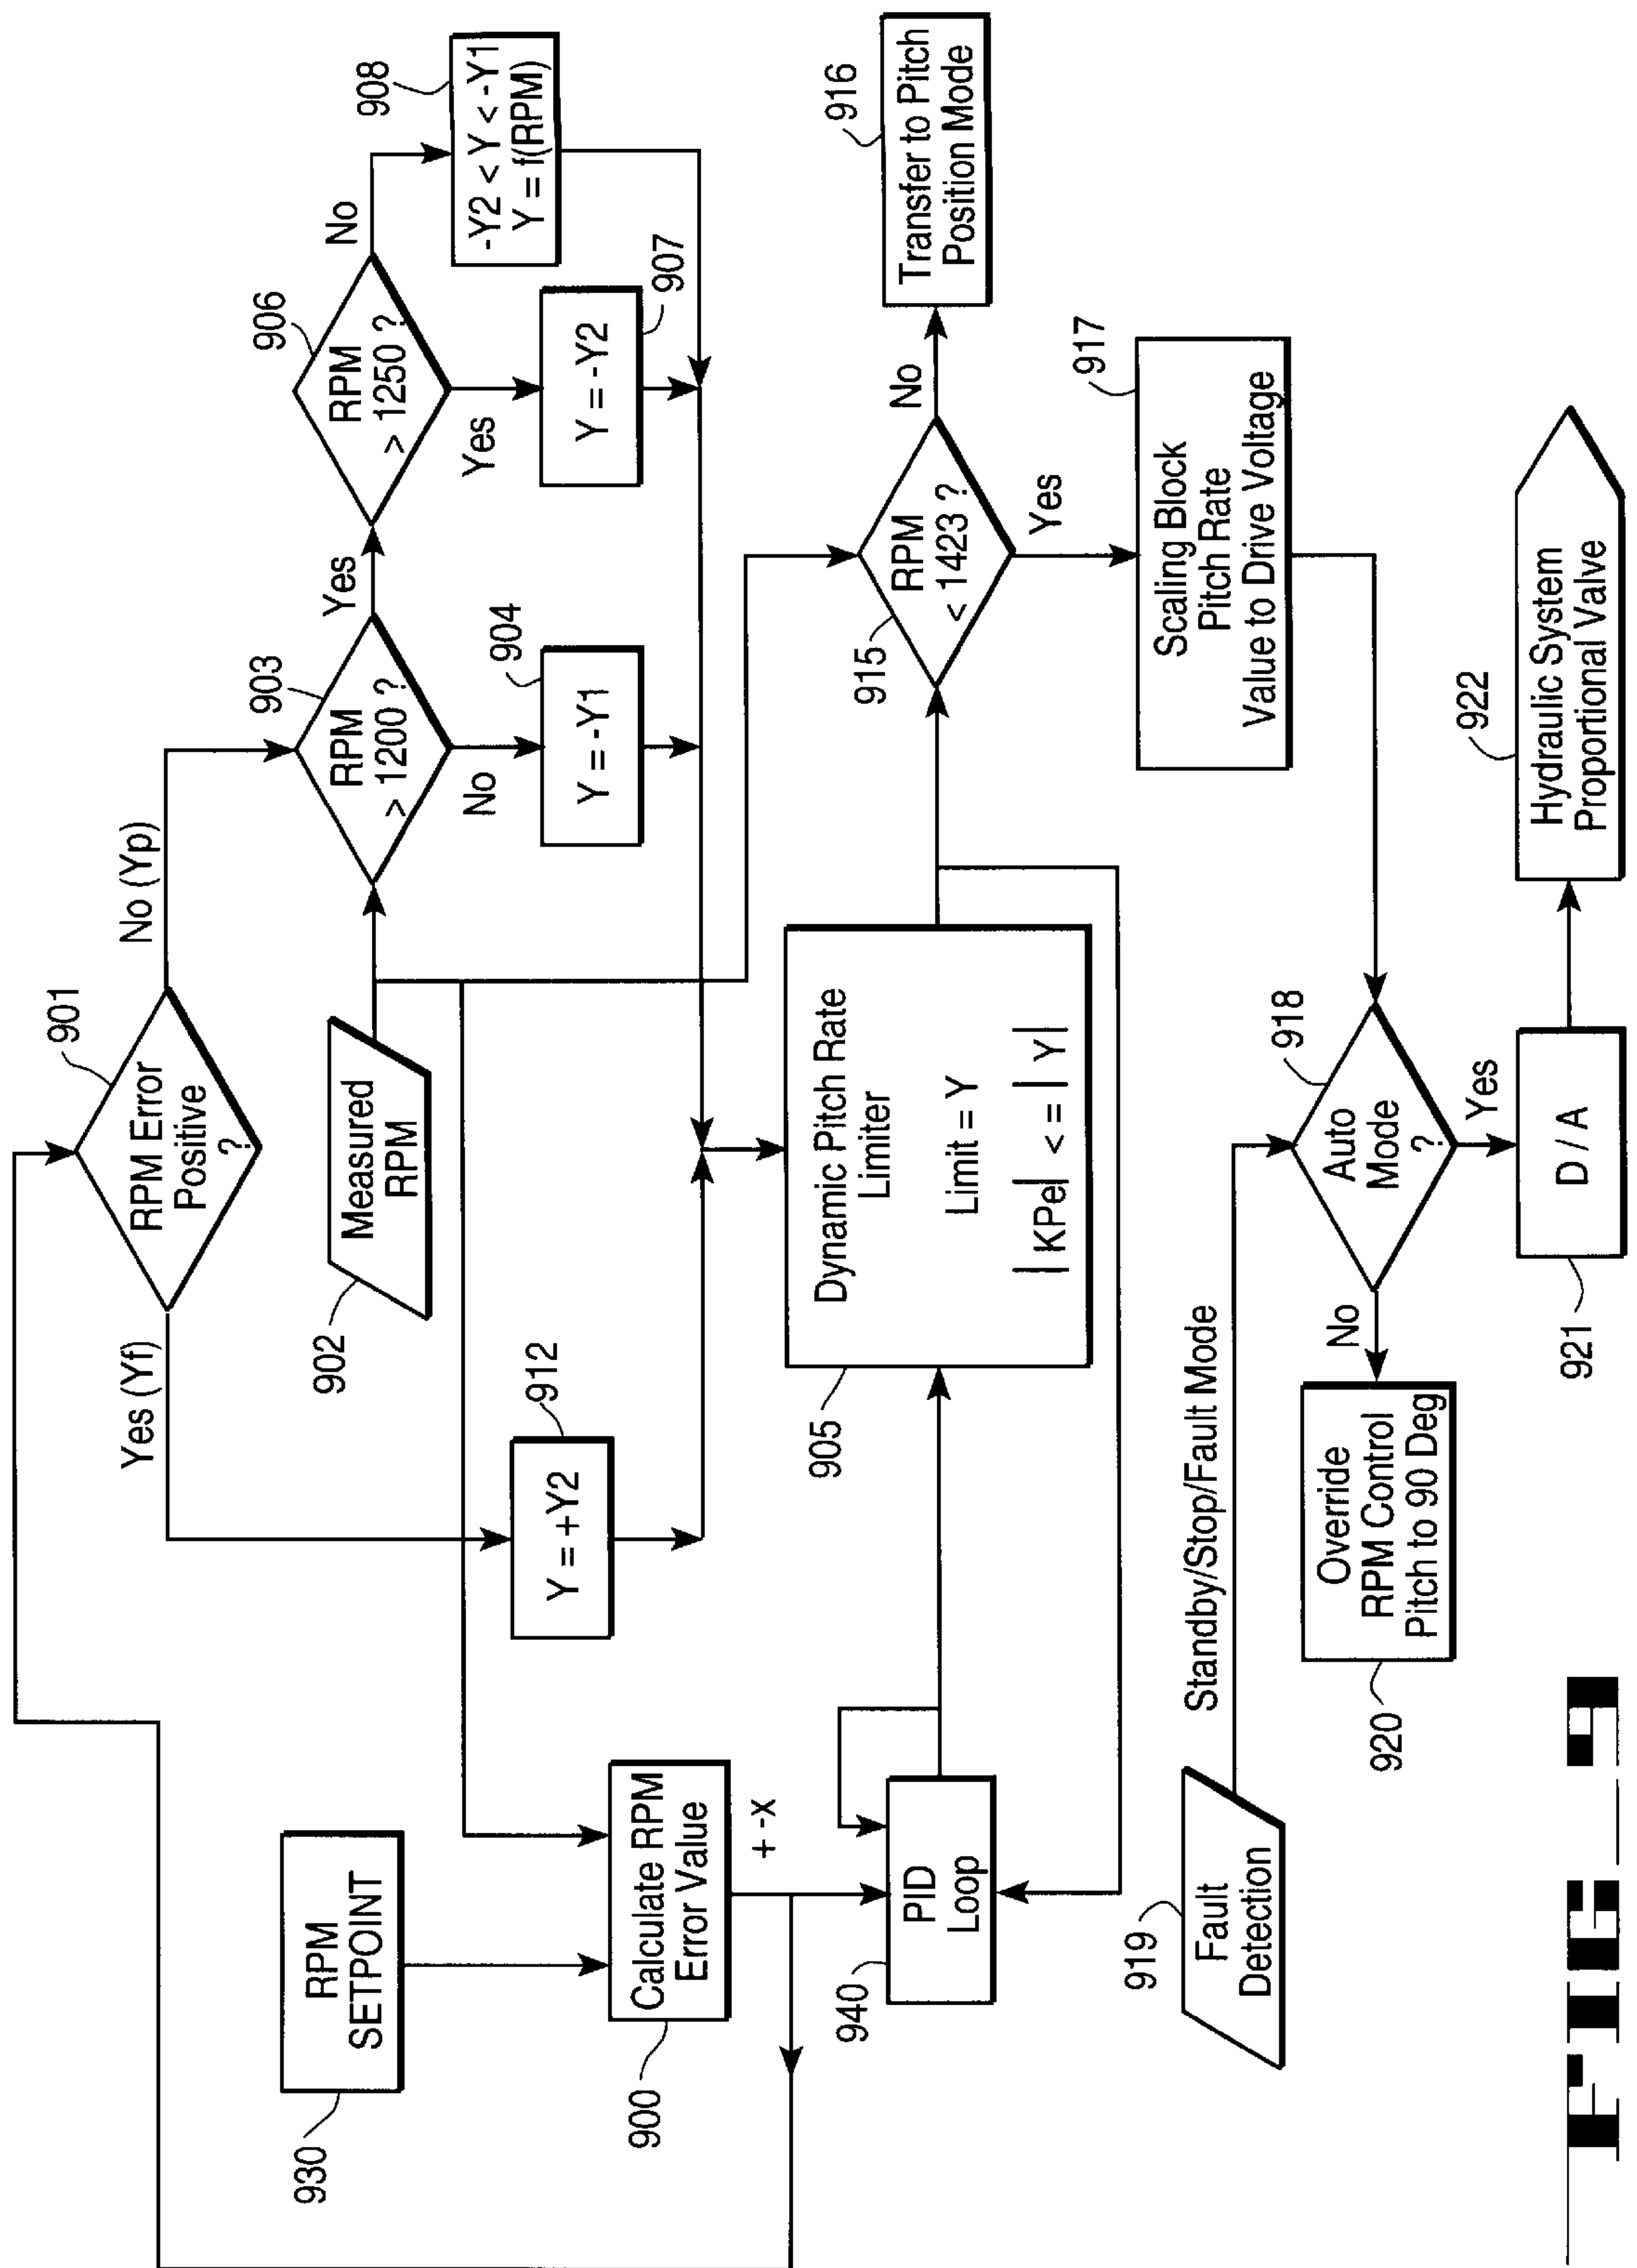 901
RPM Error
Positive
?
Yes (Yf)
No (Yp)
902
Measured
RPM
903
RPM
> 1200 ?
Yes
No
904
Y = -Y1
906
RPM
> 1250 ?
No
Yes
907
Y = -Y2
908
-Y2 < Y < -Y1
Y = f(RPM)
912
Y = +Y2
930
RPM
SETPOINT
900
Calculate RPM
Error Value
+ -X
940
PID
Loop
905
Dynamic Pitch Rate
Limiter
Limit = Y
|KPe| <= |Y|
915
RPM
< 1423 ?
No
Yes
916
Transfer to Pitch
Position Mode
917
Scaling Block
Pitch Rate
Value to Drive Voltage
919
Fault
Detection
Standby/Stop/Fault Mode
918
Auto
Mode
?
No
Yes
920
Override
RPM Control
Pitch to 90 Deg
921
D / A
922
Hydraulic System
Proportional Valve
FIG 9